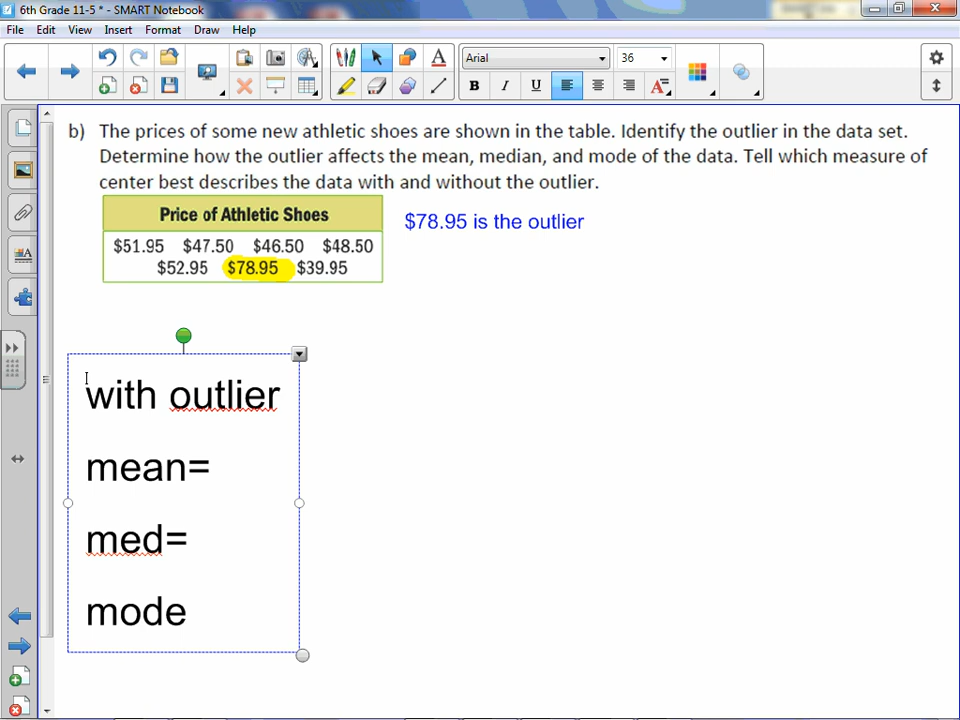 6th Grade 11-5 * - SMART Notebook
File Edit View Insert Format Draw Help
Arial 36
B I U A
b) The prices of some new athletic shoes are shown in the table. Identify the outlier in the data set.
Determine how the outlier affects the mean, median, and mode of the data. Tell which measure of
center best describes the data with and without the outlier.
Price of Athletic Shoes
$78.95 is the outlier
$51.95 $47.50 $46.50 $48.50
$52.95 $78.95 $39.95
with outlier
mean=
med=
mode